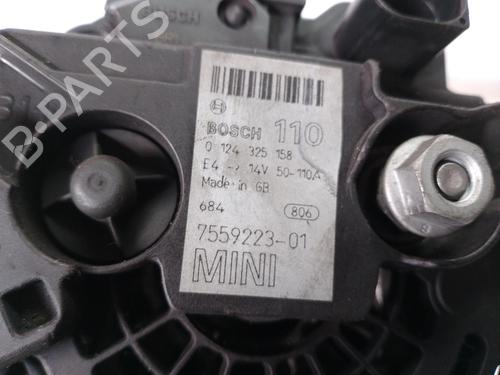 BOSCH
B-PARTS
BOSCH 110
0 124 325 158
E4 -> 14V 50-110A
Made in GB
684 806
7559223-01
MINI